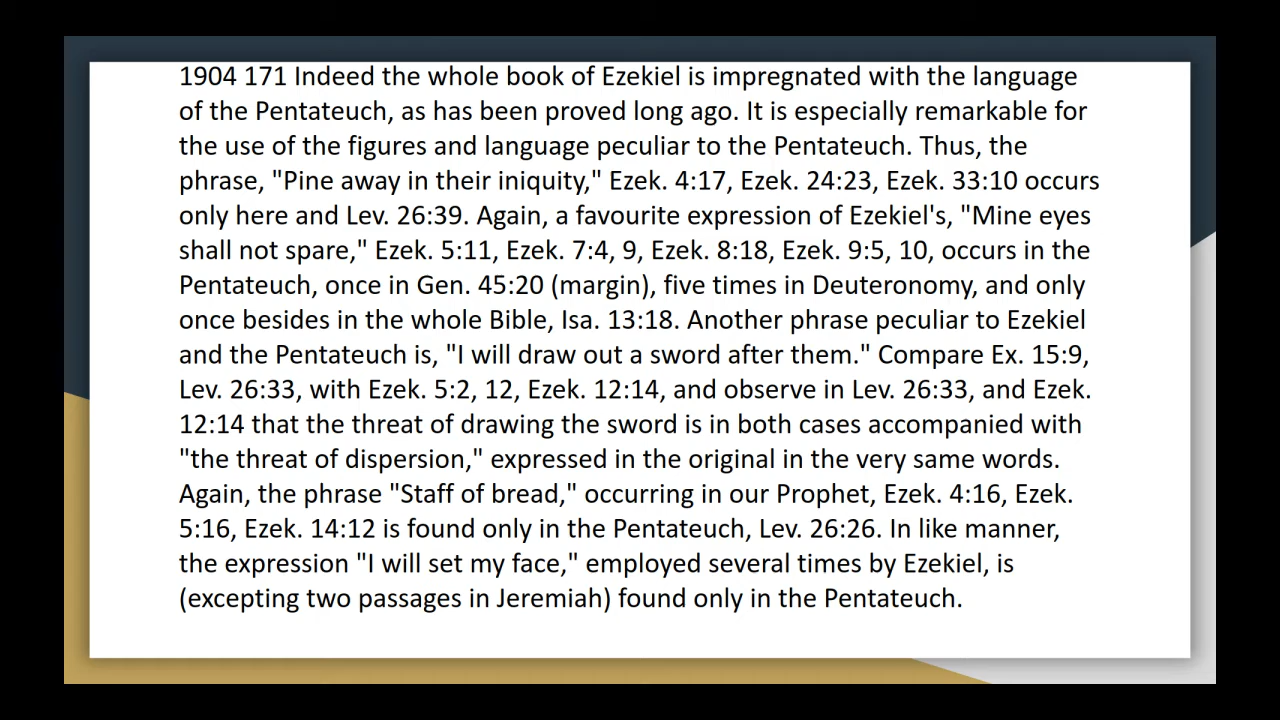 1904 171 Indeed the whole book of Ezekiel is impregnated with the language
of the Pentateuch, as has been proved long ago. It is especially remarkable for
the use of the figures and language peculiar to the Pentateuch. Thus, the
phrase, "Pine away in their iniquity," Ezek. 4:17, Ezek. 24:23, Ezek. 33:10 occurs
only here and Lev. 26:39. Again, a favourite expression of Ezekiel's, "Mine eyes
shall not spare," Ezek. 5:11, Ezek. 7:4, 9, Ezek. 8:18, Ezek. 9:5, 10, occurs in the
Pentateuch, once in Gen. 45:20 (margin), five times in Deuteronomy, and only
once besides in the whole Bible, Isa. 13:18. Another phrase peculiar to Ezekiel
and the Pentateuch is, "I will draw out a sword after them." Compare Ex. 15:9,
Lev. 26:33, with Ezek. 5:2, 12, Ezek. 12:14, and observe in Lev. 26:33, and Ezek.
12:14 that the threat of drawing the sword is in both cases accompanied with
"the threat of dispersion," expressed in the original in the very same words.
Again, the phrase "Staff of bread," occurring in our Prophet, Ezek. 4:16, Ezek.
5:16, Ezek. 14:12 is found only in the Pentateuch, Lev. 26:26. In like manner,
the expression "I will set my face," employed several times by Ezekiel, is
(excepting two passages in Jeremiah) found only in the Pentateuch.